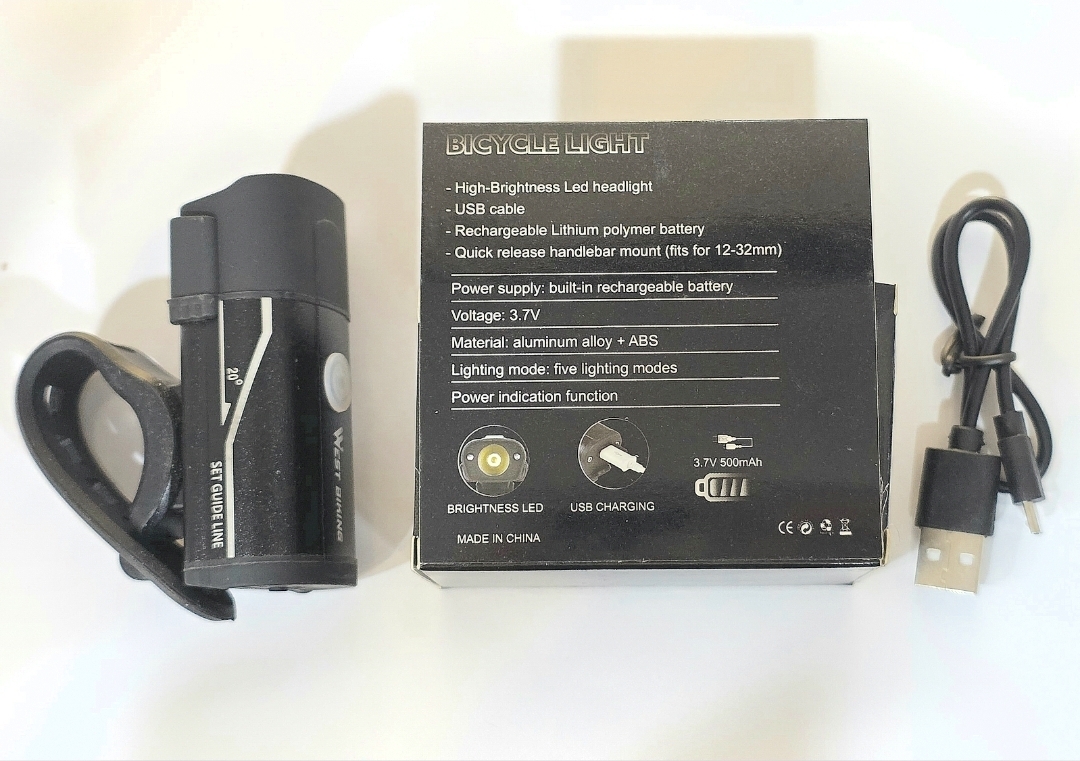 20°
SET GUIDE LINE
WEST BIKING
BICYCLE LIGHT
- High-Brightness Led headlight
- USB cable
- Rechargeable Lithium polymer battery
- Quick release handlebar mount (fits for 12-32mm)
Power supply: built-in rechargeable battery
Voltage: 3.7V
Material: aluminum alloy + ABS
Lighting mode: five lighting modes
Power indication function
BRIGHTNESS LED
USB CHARGING
3.7V 500mAh
MADE IN CHINA
CE